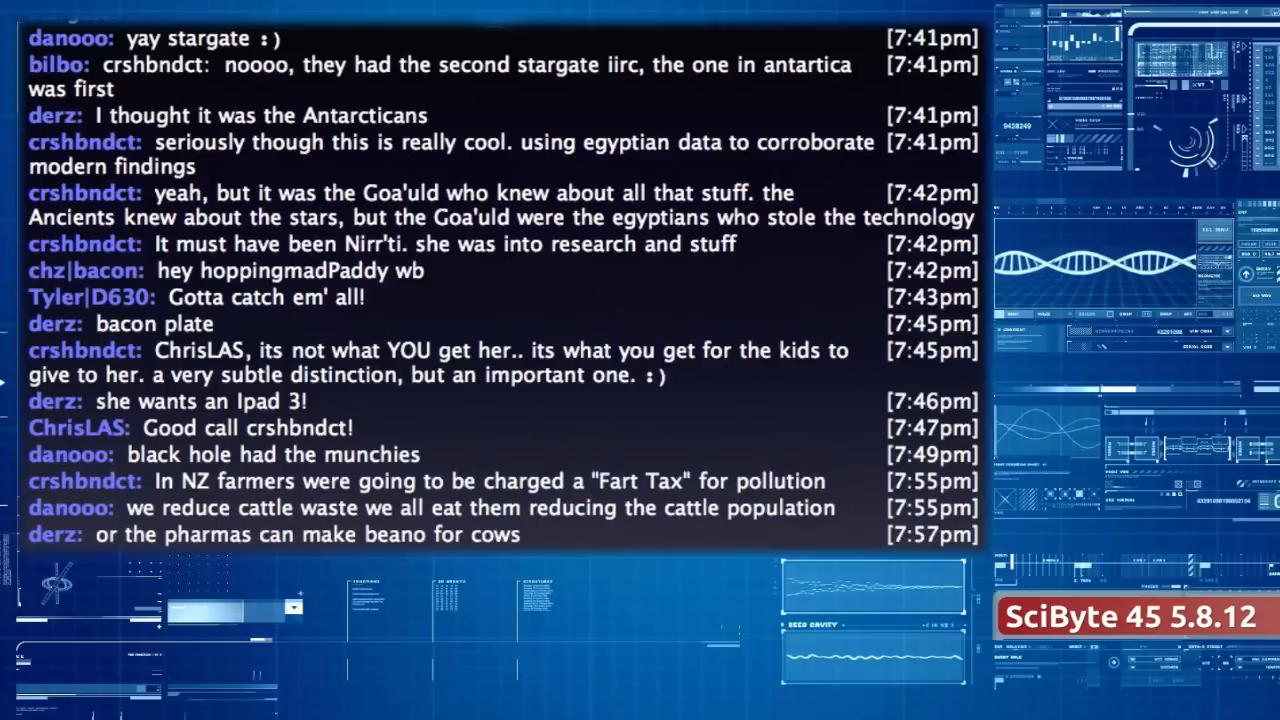 danooo: yay stargate :) [7:41pm]
bilbo: crshbndct: noooo, they had the second stargate iirc, the one in antartica [7:41pm]
was first
derz: I thought it was the Antarcticans [7:41pm]
crshbndct: seriously though this is really cool. using egyptian data to corroborate [7:41pm]
modern findings
crshbndct: yeah, but it was the Goa'uld who knew about all that stuff. the [7:42pm]
Ancients knew about the stars, but the Goa'uld were the egyptians who stole the technology
crshbndct: It must have been Nirr'ti. she was into research and stuff [7:42pm]
chz|bacon: hey hoppingmadPaddy wb [7:42pm]
Tyler|D630: Gotta catch em' all! [7:43pm]
derz: bacon plate [7:45pm]
crshbndct: ChrisLAS, its not what YOU get her.. its what you get for the kids to [7:45pm]
give to her. a very subtle distinction, but an important one. :)
derz: she wants an Ipad 3! [7:46pm]
ChrisLAS: Good call crshbndct! [7:47pm]
danooo: black hole had the munchies [7:49pm]
crshbndct: In NZ farmers were going to be charged a "Fart Tax" for pollution [7:55pm]
danooo: we reduce cattle waste when eat them reducing the cattle population [7:55pm]
derz: or the pharmas can make beano for cows [7:57pm]
9428249
SciByte 45 5.8.12